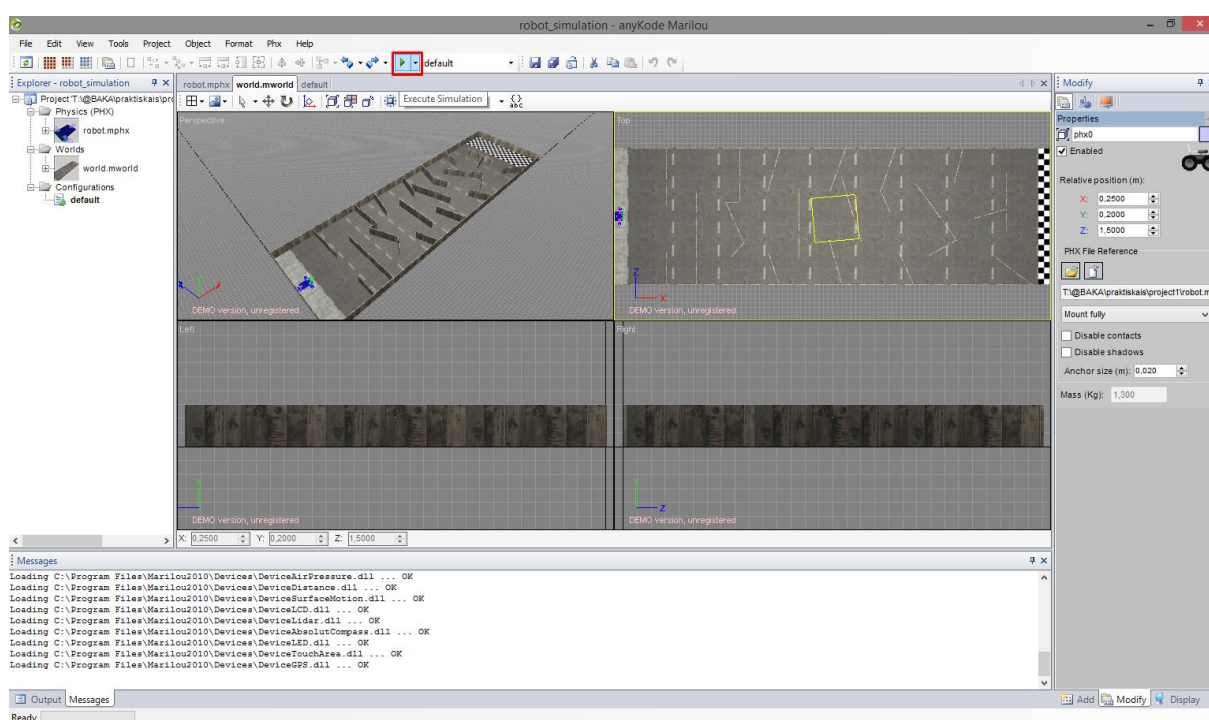 robot_simulation - anyKode Marilou
File Edit View Tools Project Object Format Phx Help
default
Explorer - robot_simulation
Project 'T:\@BAKA\praktiskais\pro
Physics (PHX)
robot.mphx
Worlds
world.mworld
Configurations
default
robot.mphx world.mworld default
Execute Simulation
abc
Perspective
DEMO version, unregistered
Top
Z
X
DEMO version, unregistered
Left
DEMO version, unregistered
Right
Z
DEMO version, unregistered
X: 0,2500 Y: 0,2000 Z: 1,5000
Modify
Properties
phx0
Enabled
Relative position (m):
X: 0,2500
Y: 0,2000
Z: 1,5000
PHX File Reference
T:\@BAKA\praktiskais\project1\robot.m
Mount fully
Disable contacts
Disable shadows
Anchor size (m): 0,020
Mass (Kg): 1,300
Messages
Loading C:\Program Files\Marilou2010\Devices\DeviceAirPressure.dll ... OK
Loading C:\Program Files\Marilou2010\Devices\DeviceDistance.dll ... OK
Loading C:\Program Files\Marilou2010\Devices\DeviceSurfaceMotion.dll ... OK
Loading C:\Program Files\Marilou2010\Devices\DeviceLCD.dll ... OK
Loading C:\Program Files\Marilou2010\Devices\DeviceLidar.dll ... OK
Loading C:\Program Files\Marilou2010\Devices\DeviceAbsolutCompass.dll ... OK
Loading C:\Program Files\Marilou2010\Devices\DeviceLED.dll ... OK
Loading C:\Program Files\Marilou2010\Devices\DeviceTouchArea.dll ... OK
Loading C:\Program Files\Marilou2010\Devices\DeviceGPS.dll ... OK
Output Messages
Add Modify Display
Ready